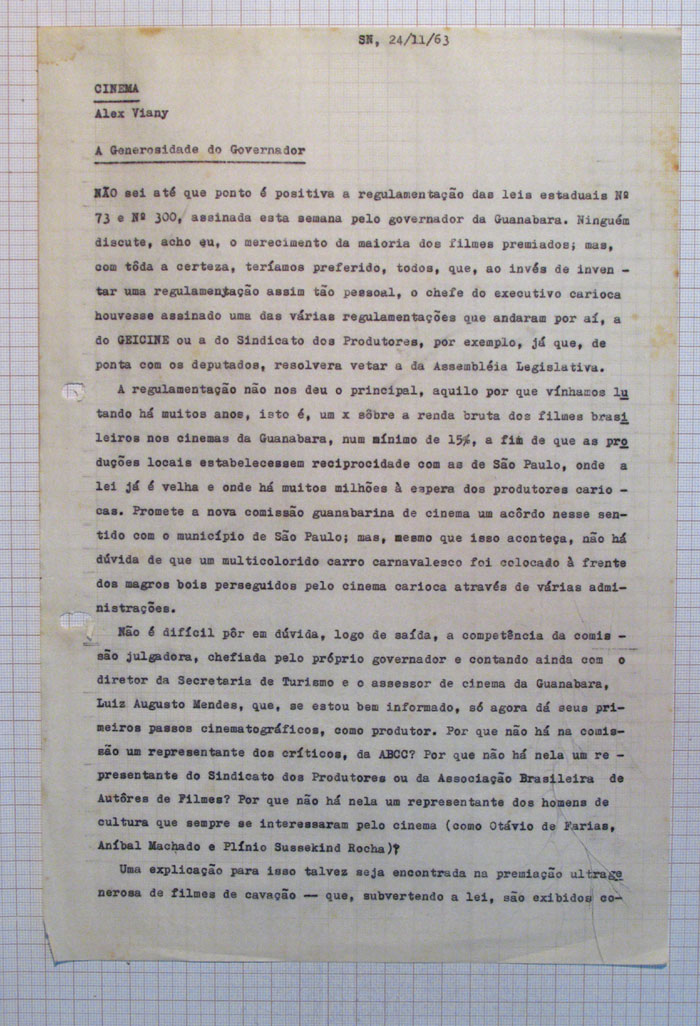 SN, 24/11/63
CINEMA
Alex Viany
A Generosidade do Governador
NÃO sei até que ponto é positiva a regulamentação das leis estaduais Nº
73 e Nº 300, assinada esta semana pelo governador da Guanabara. Ninguém
discute, acho eu, o merecimento da maioria dos filmes premiados; mas,
com tôda a certeza, teríamos preferido, todos, que, ao invés de inven -
tar uma regulamentação assim tão pessoal, o chefe do executivo carioca
houvesse assinado uma das várias regulamentações que andaram por aí, a
do GEICINE ou a do Sindicato dos Produtores, por exemplo, já que, de
ponta com os deputados, resolvera vetar a da Assembléia Legislativa.
A regulamentação não nos deu o principal, aquilo por que vínhamos lu
tando há muitos anos, isto é, um x sôbre a renda bruta dos filmes brasi
leiros nos cinemas da Guanabara, num mínimo de 15%, a fim de que as pro
duções locais estabelecessem reciprocidade com as de São Paulo, onde a
lei já é velha e onde há muitos milhões à espera dos produtores cario -
cas. Promete a nova comissão guanabarina de cinema um acôrdo nesse sen-
tido com o município de São Paulo; mas, mesmo que isso aconteça, não há
dúvida de que um multicolorido carro carnavalesco foi colocado à frente
dos magros bois perseguidos pelo cinema carioca através de várias admi-
nistrações.
Não é difícil pôr em dúvida, logo de saída, a competência da comis -
são julgadora, chefiada pelo próprio governador e contando ainda com o
diretor da Secretaria de Turismo e o assessor de cinema da Guanabara,
Luiz Augusto Mendes, que, se estou bem informado, só agora dá seus pri-
meiros passos cinematográficos, como produtor. Por que não há na comis-
são um representante dos críticos, da ABCC? Por que não há nela um re -
presentante do Sindicato dos Produtores ou da Associação Brasileira de
Autôres de Filmes? Por que não há nela um representante dos homens de
cultura que sempre se interessaram pelo cinema (como Otávio de Farias,
Aníbal Machado e Plínio Sussekind Rocha)?
Uma explicação para isso talvez seja encontrada na premiação ultrage
nerosa de filmes de cavação — que, subvertendo a lei, são exibidos co-